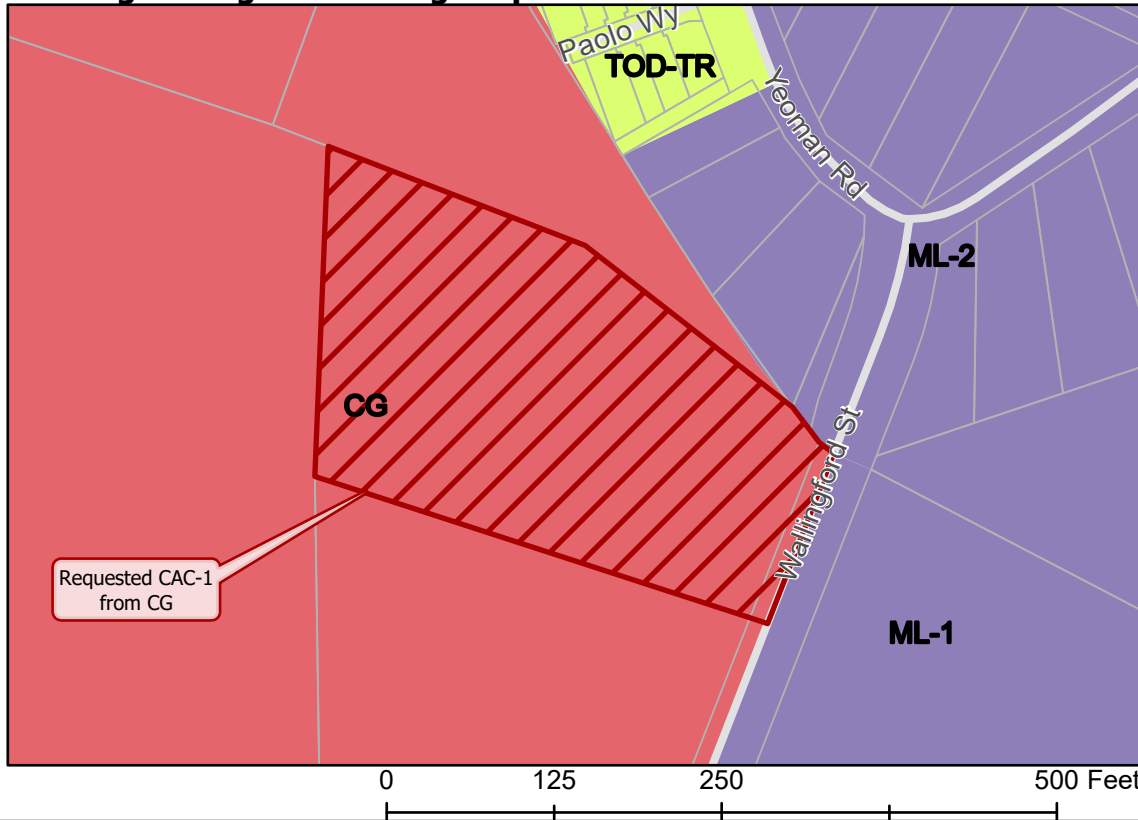 Paolo Wy
TOD-TR
Yeoman Rd
ML-2
CG
Wallingford St
Requested CAC-1
from CG
ML-1
0 125 250 500 Feet